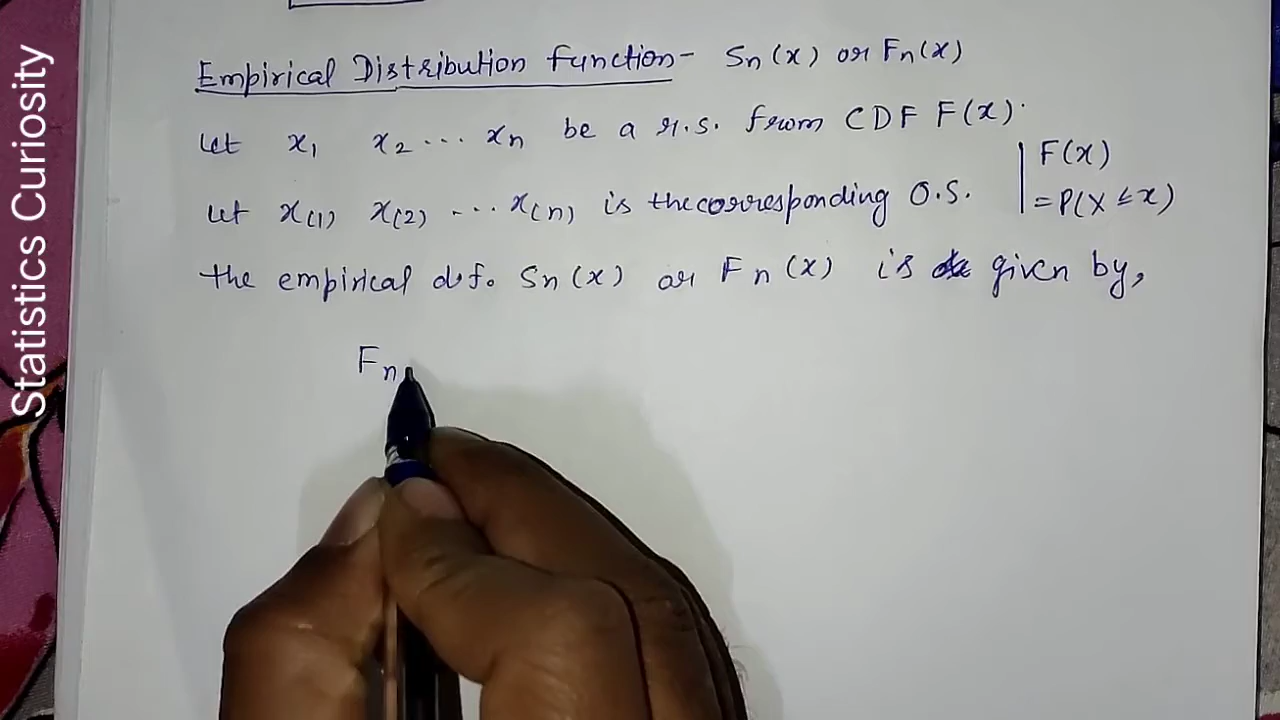 Statistics Curiosity
Empirical Distribution function- Sn(x) or Fn(x)
Let x1 x2 ... xn be a r.s. from CDF F(x).
Let x(1) x(2) ... x(n) is the corresponding O.S.
F(x)
= P(X ≤ x)
the empirical d.f. Sn(x) or Fn(x) is given by,
Fn